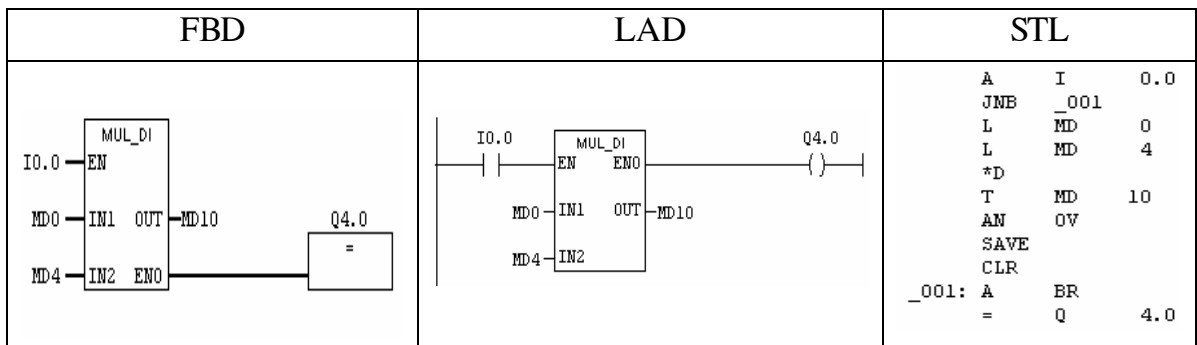 FBD
LAD
STL
MUL_DI
I0.0 EN
MD0 IN1 OUT MD10
Q4.0
=
MD4 IN2 ENO
I0.0
MUL_DI
Q4.0
EN ENO
( )
MD0 IN1 OUT MD10
MD4 IN2
A I 0.0
JNB _001
L MD 0
L MD 4
*D
T MD 10
AN OV
SAVE
CLR
_001: A BR
= Q 4.0